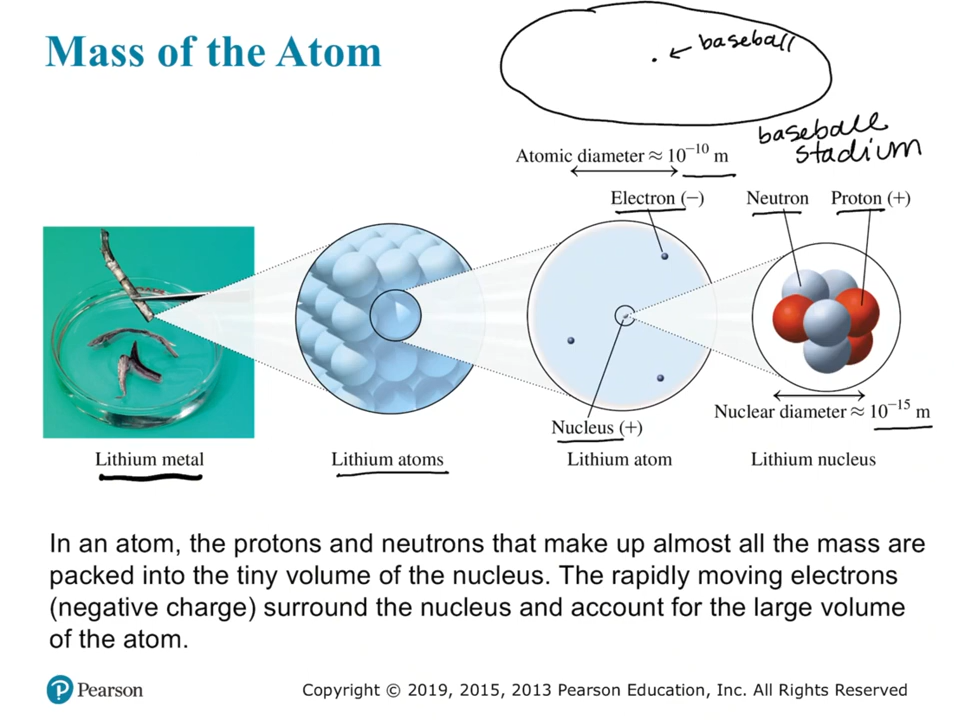 Mass of the Atom
← baseball
baseball
stadium
Atomic diameter ≈ 10⁻¹⁰ m
Electron (−)
Neutron
Proton (+)
Nucleus (+)
Nuclear diameter ≈ 10⁻¹⁵ m
Lithium metal
Lithium atoms
Lithium atom
Lithium nucleus
In an atom, the protons and neutrons that make up almost all the mass are
packed into the tiny volume of the nucleus. The rapidly moving electrons
(negative charge) surround the nucleus and account for the large volume
of the atom.
P Pearson
Copyright © 2019, 2015, 2013 Pearson Education, Inc. All Rights Reserved